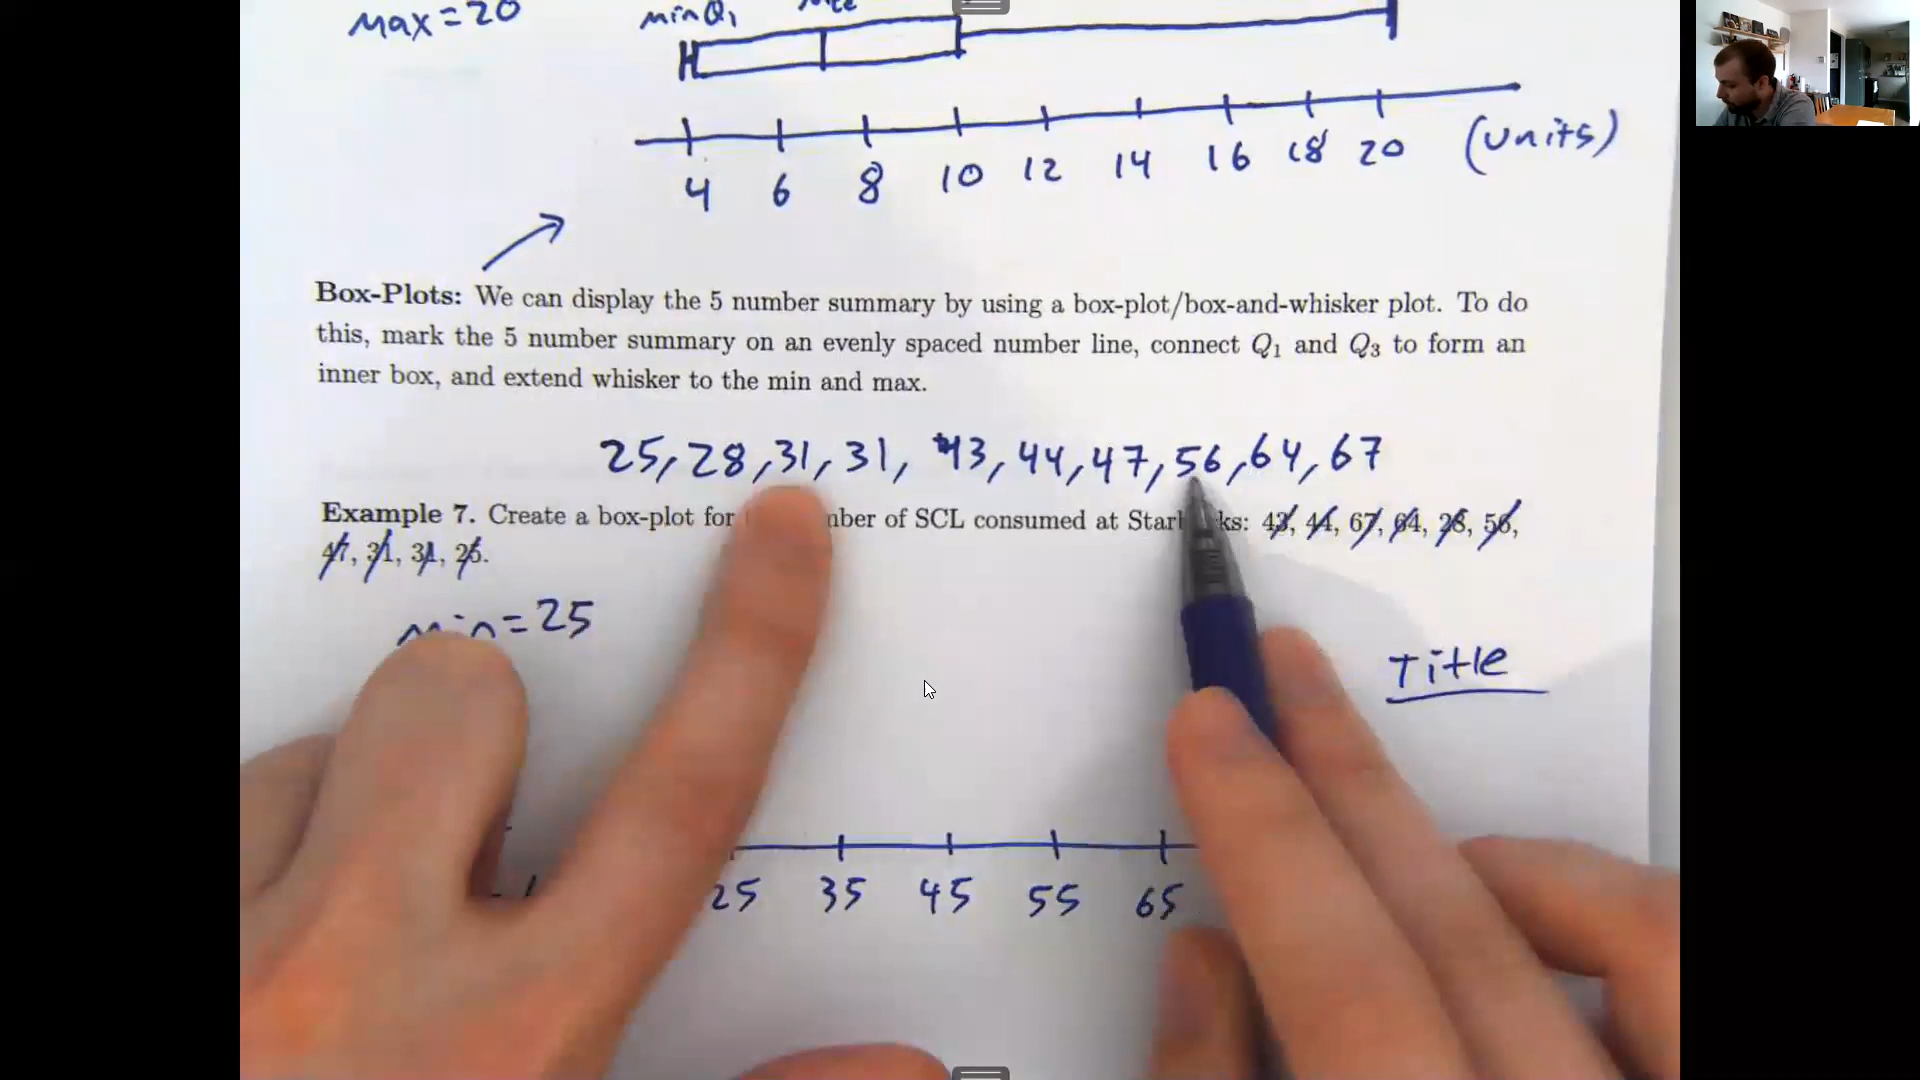 max=20
min Q1
4 6 8 10 12 14 16 18 20 (units)
Box-Plots: We can display the 5 number summary by using a box-plot/box-and-whisker plot. To do
this, mark the 5 number summary on an evenly spaced number line, connect Q1 and Q3 to form an
inner box, and extend whisker to the min and max.
25, 28, 31, 31, 43, 44, 47, 56, 64, 67
Example 7. Create a box-plot for of SCL consumed at 43, 44, 67, 64, 28, 56,
47, 31, 31, 25.
min=25
Title
25 35 45 55 65